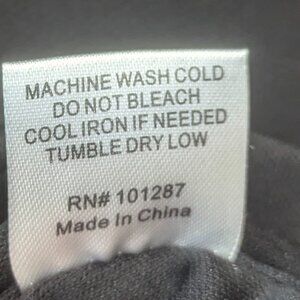 MACHINE WASH COLD
DO NOT BLEACH
COOL IRON IF NEEDED
TUMBLE DRY LOW
RN# 101287
Made In China